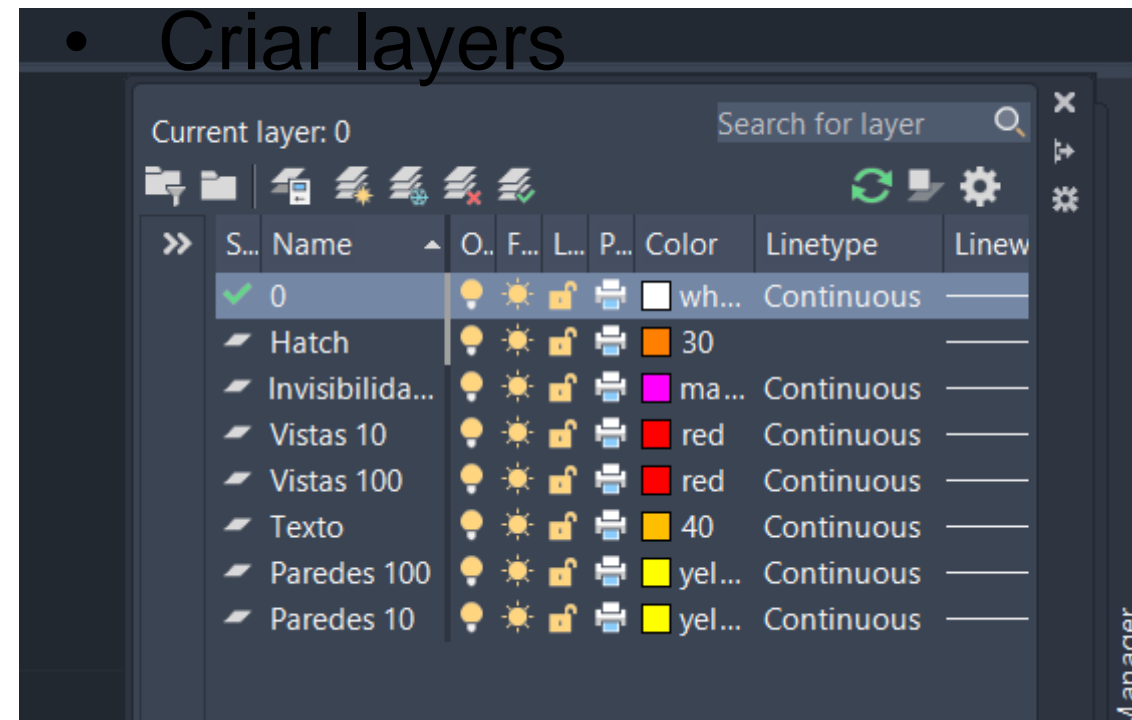 • Criar layers
Current layer: 0
Search for layer
S... Name O.. F... L... P... Color Linetype Linew
0 wh... Continuous
Hatch 30
Invisibilida... ma... Continuous
Vistas 10 red Continuous
Vistas 100 red Continuous
Texto 40 Continuous
Paredes 100 yel... Continuous
Paredes 10 yel... Continuous
Manager